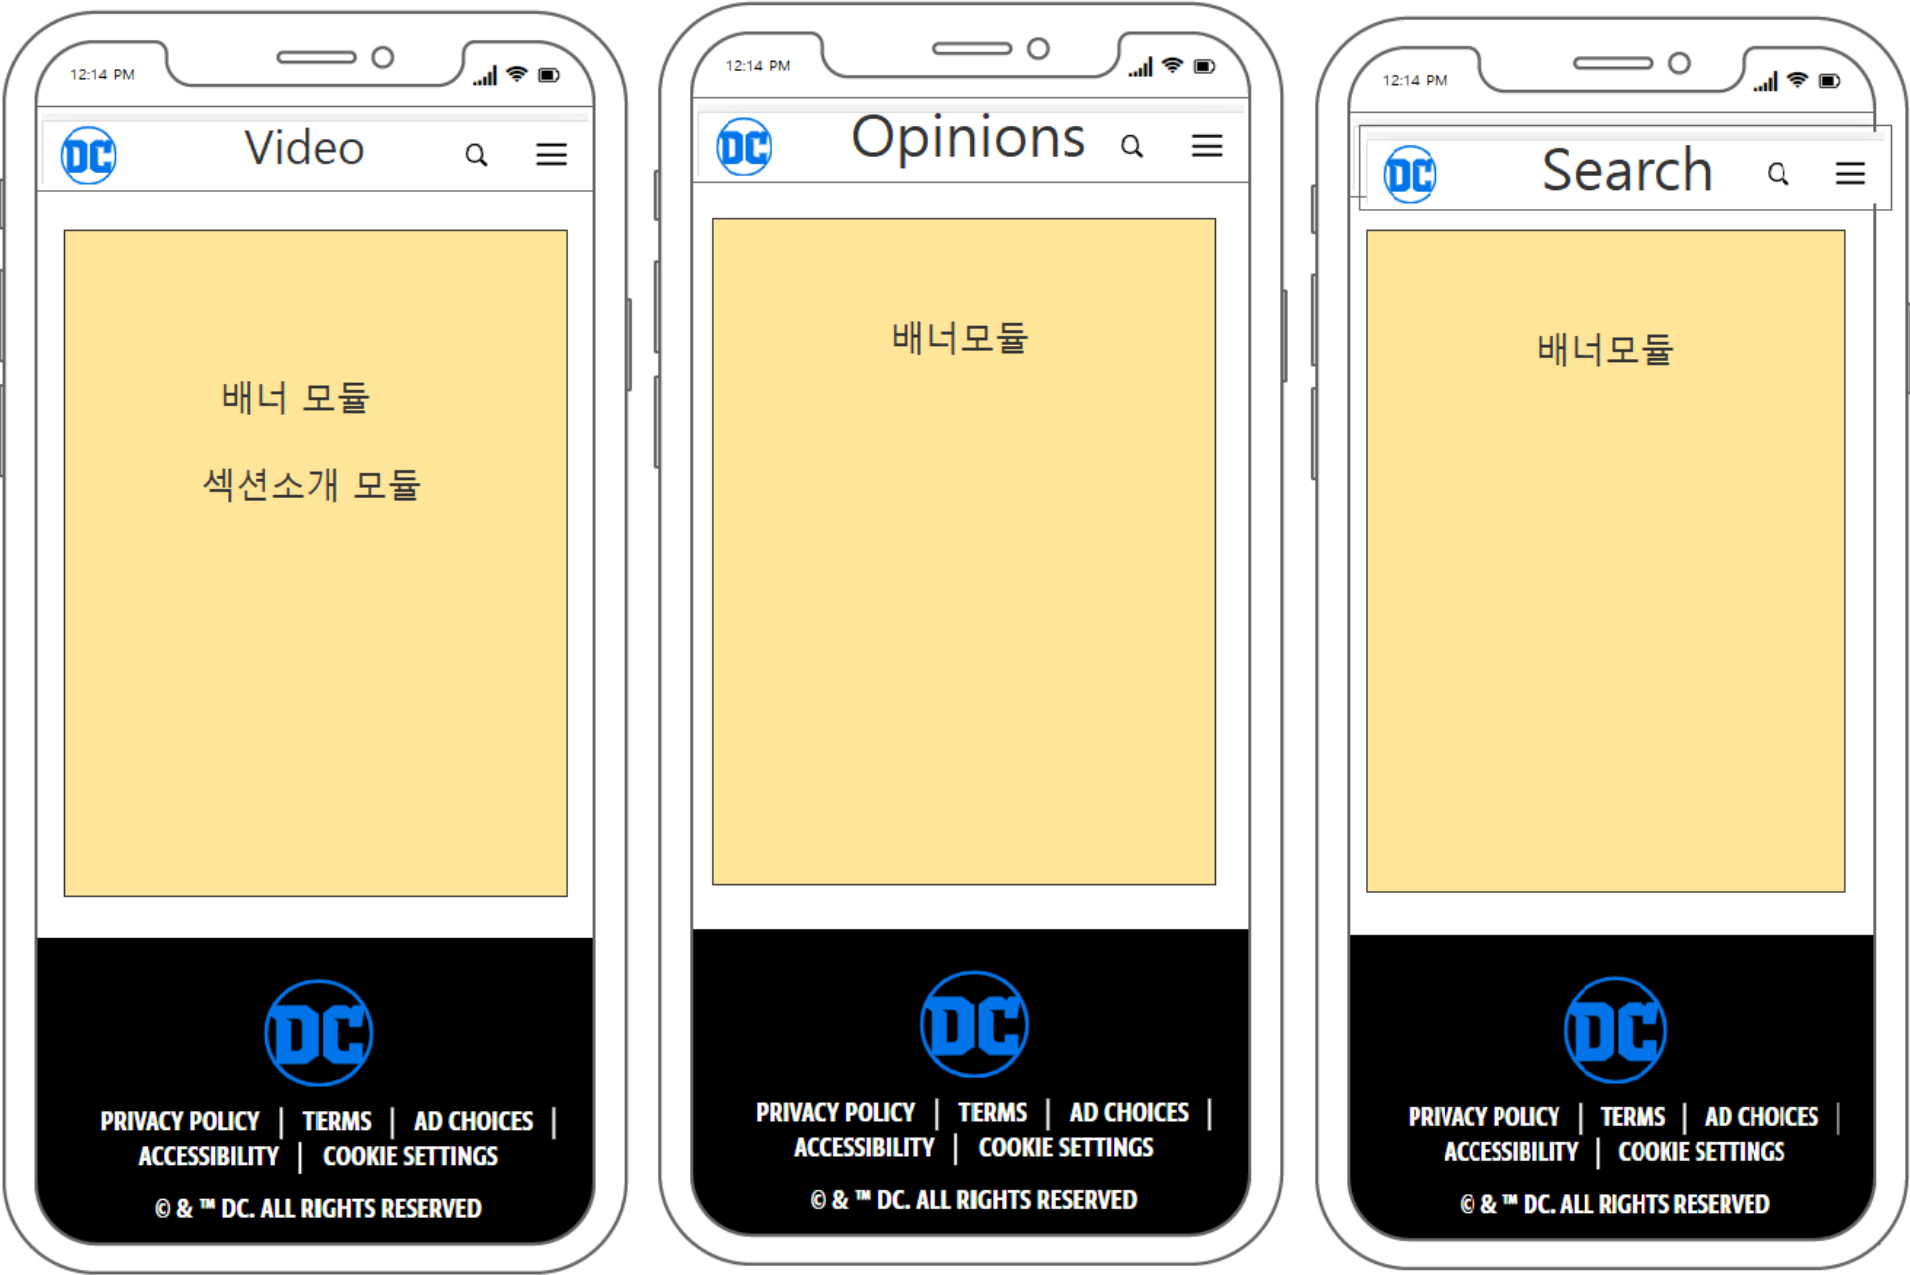 12:14 PM
DC
Video
배너 모듈
섹션소개 모듈
DC
PRIVACY POLICY | TERMS | AD CHOICES |
ACCESSIBILITY | COOKIE SETTINGS
© & ™ DC. ALL RIGHTS RESERVED
12:14 PM
DC
Opinions
배너모듈
DC
PRIVACY POLICY | TERMS | AD CHOICES |
ACCESSIBILITY | COOKIE SETTINGS
© & ™ DC. ALL RIGHTS RESERVED
12:14 PM
DC
Search
배너모듈
DC
PRIVACY POLICY | TERMS | AD CHOICES |
ACCESSIBILITY | COOKIE SETTINGS
© & ™ DC. ALL RIGHTS RESERVED